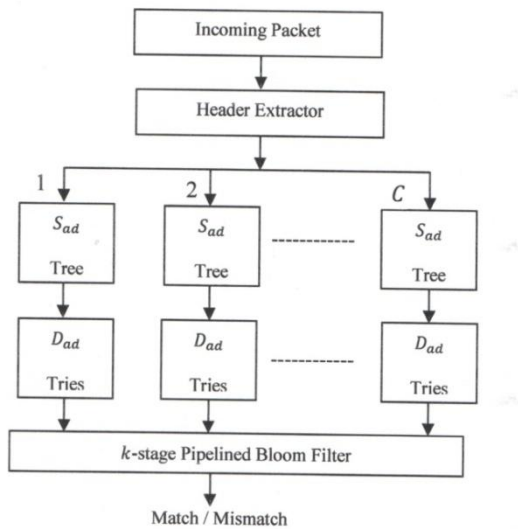 Incoming Packet
Header Extractor
1
2
C
S_ad
Tree
S_ad
Tree
S_ad
Tree
D_ad
Tries
D_ad
Tries
D_ad
Tries
k-stage Pipelined Bloom Filter
Match / Mismatch